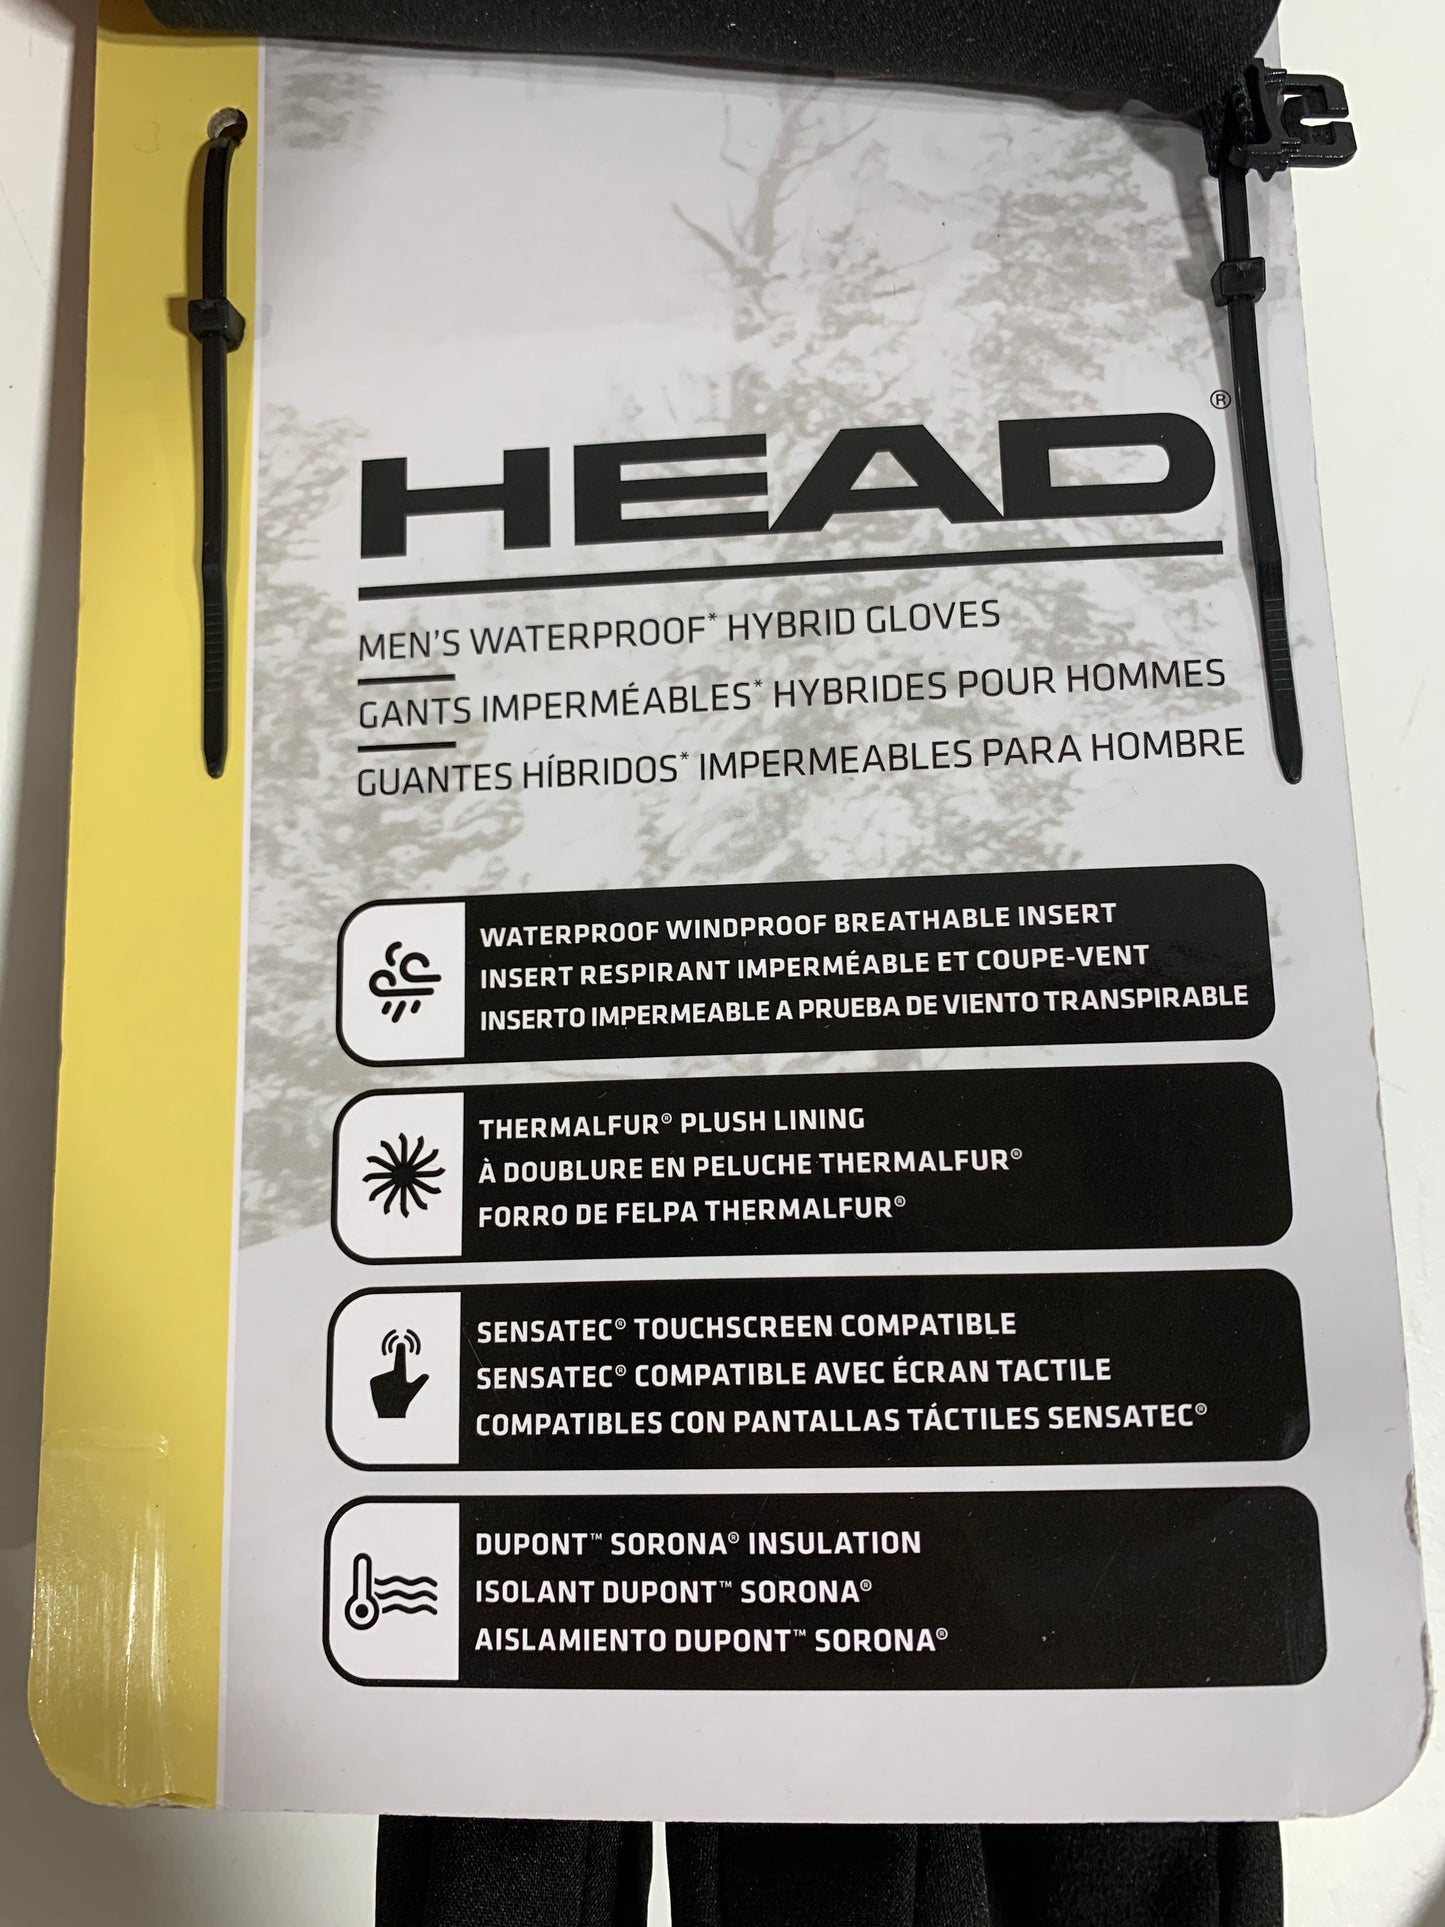 HEAD®
MEN'S WATERPROOF* HYBRID GLOVES
GANTS IMPERMÉABLES* HYBRIDES POUR HOMMES
GUANTES HÍBRIDOS* IMPERMEABLES PARA HOMBRE
WATERPROOF WINDPROOF BREATHABLE INSERT
INSERT RESPIRANT IMPERMÉABLE ET COUPE-VENT
INSERTO IMPERMEABLE A PRUEBA DE VIENTO TRANSPIRABLE
THERMALFUR® PLUSH LINING
À DOUBLURE EN PELUCHE THERMALFUR®
FORRO DE FELPA THERMALFUR®
SENSATEC® TOUCHSCREEN COMPATIBLE
SENSATEC® COMPATIBLE AVEC ÉCRAN TACTILE
COMPATIBLES CON PANTALLAS TÁCTILES SENSATEC®
DUPONT™ SORONA® INSULATION
ISOLANT DUPONT™ SORONA®
AISLAMIENTO DUPONT™ SORONA®